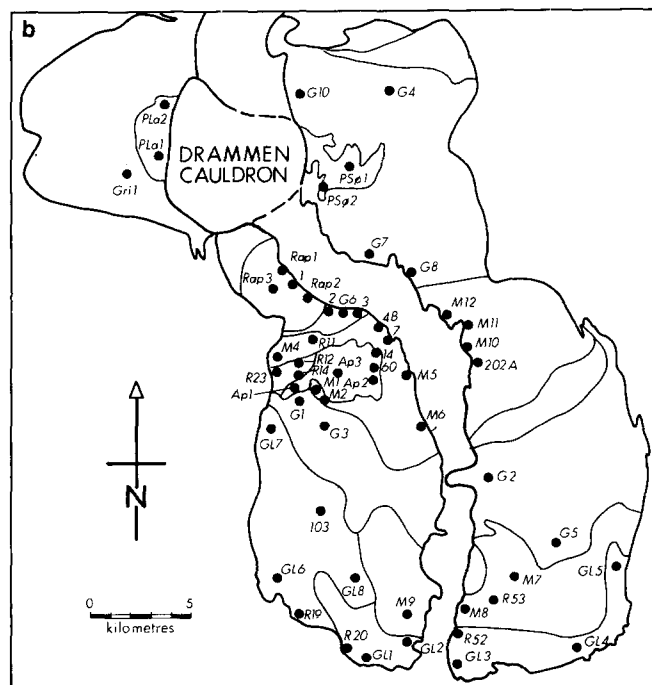 b
G10
G4
PLa2
PLa1
DRAMMEN
CAULDRON
PSø1
Gri1
PSø2
G7
G8
Rap1
1
Rap3
Rap2
2 G6 3
M12
4B
M11
7
R11
M10
M4
R12
Ap3
14
202A
R23
R14
60
M5
Ap1
M1
Ap2
M2
G1
M6
GL7
G3
N
G2
103
G5
GL6
GL8
M7
GL5
0 5
kilometres
R19
M9
M8
R53
R20
GL1
GL2
R52
GL3
GL4